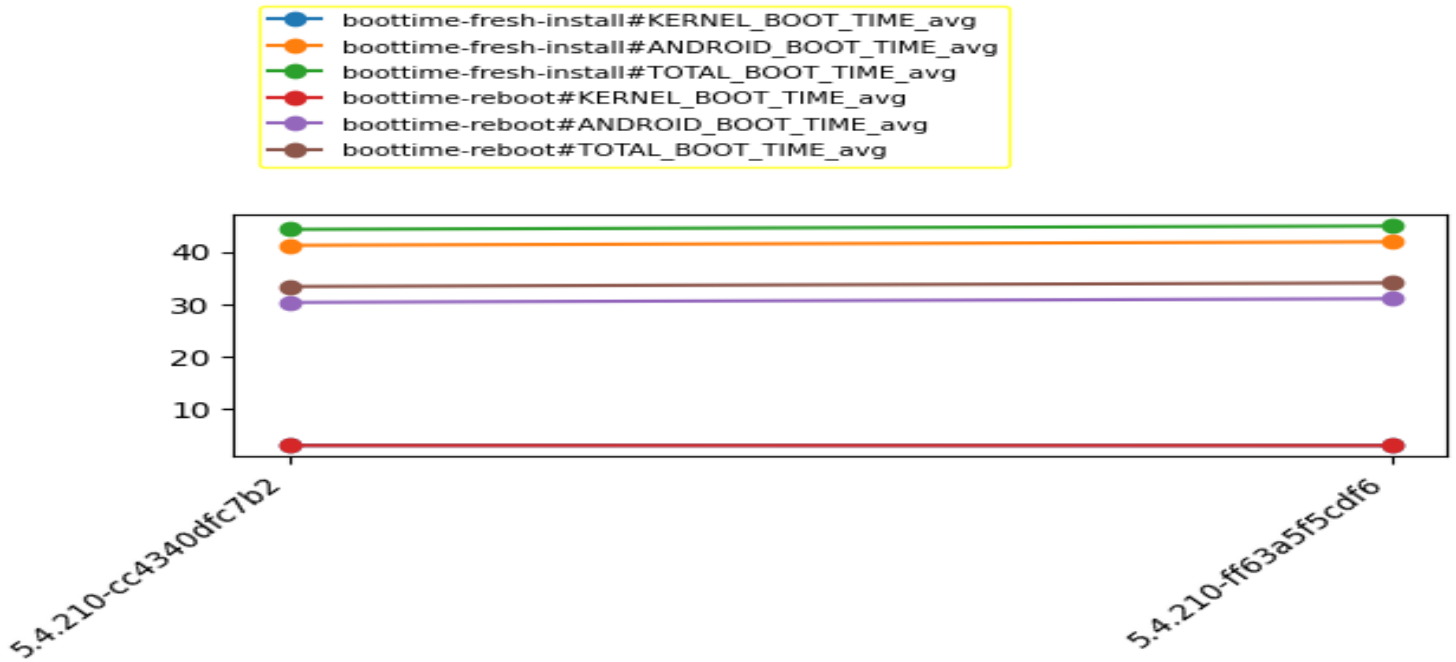 boottime-fresh-install#KERNEL_BOOT_TIME_avg
boottime-fresh-install#ANDROID_BOOT_TIME_avg
boottime-fresh-install#TOTAL_BOOT_TIME_avg
boottime-reboot#KERNEL_BOOT_TIME_avg
boottime-reboot#ANDROID_BOOT_TIME_avg
boottime-reboot#TOTAL_BOOT_TIME_avg
40
30
20
10
5.4.210-cc4340dfc7b2
5.4.210-ff63a5f5cdf6